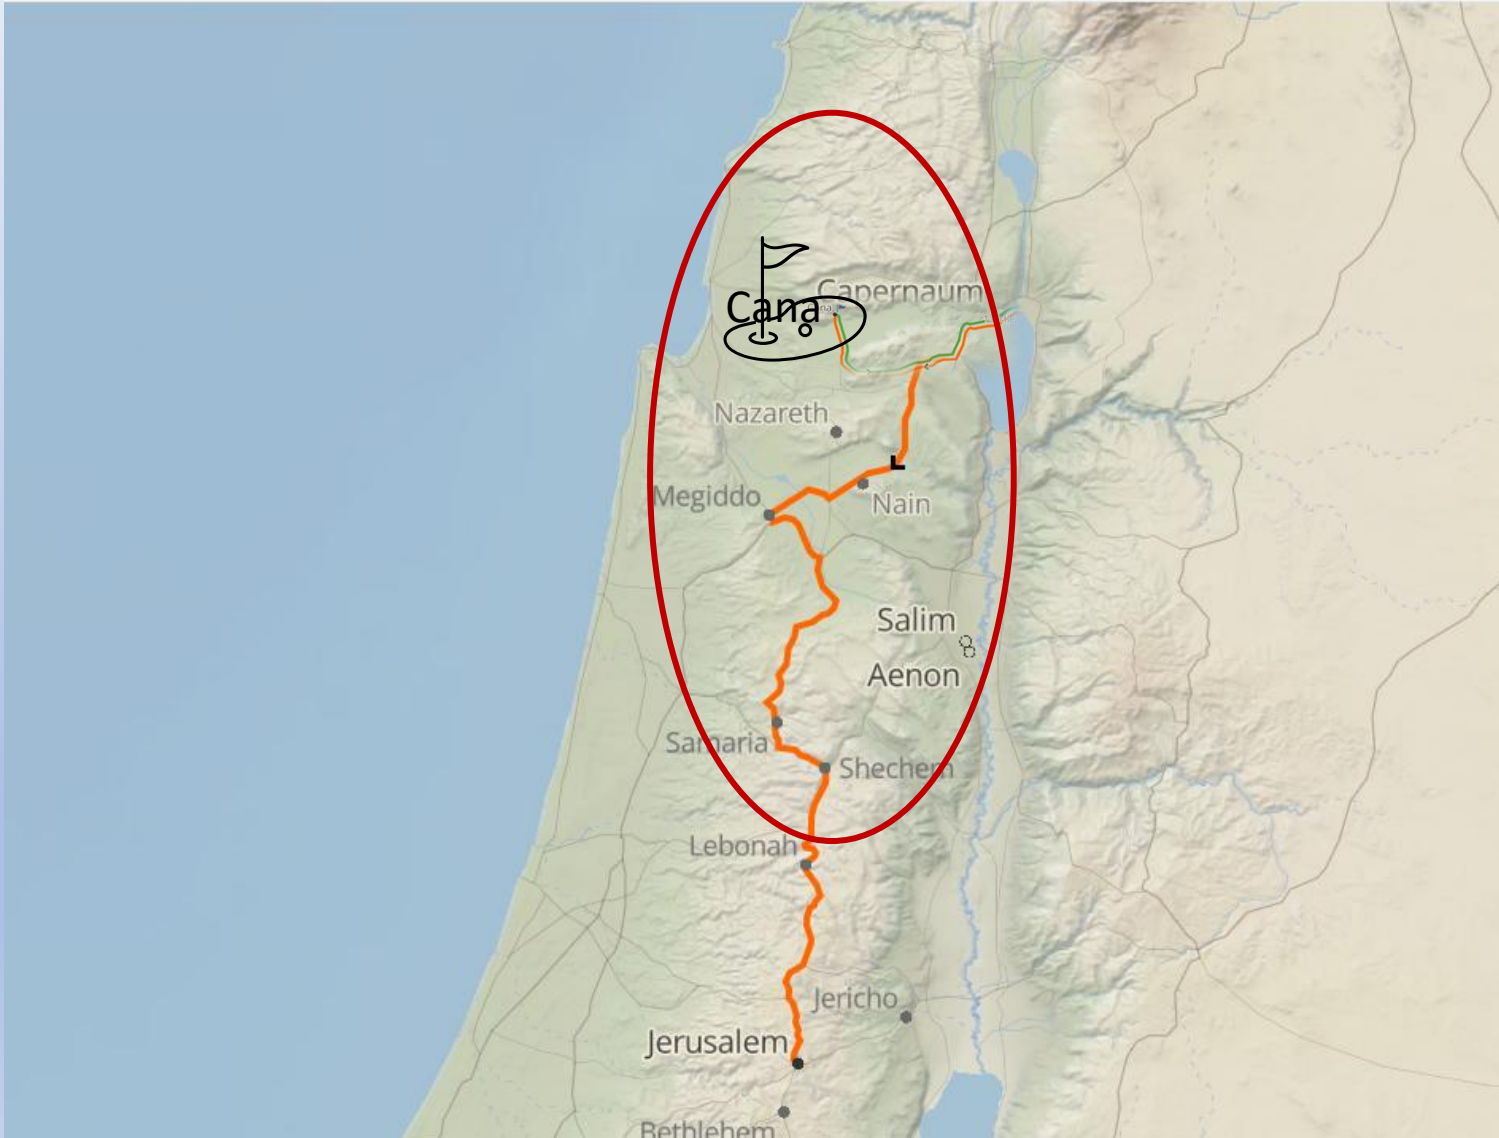 Capernaum
Cana
Nazareth
Megiddo
Nain
Salim
Aenon
Samaria
Shechem
Lebonah
Jericho
Jerusalem
Bethlehem